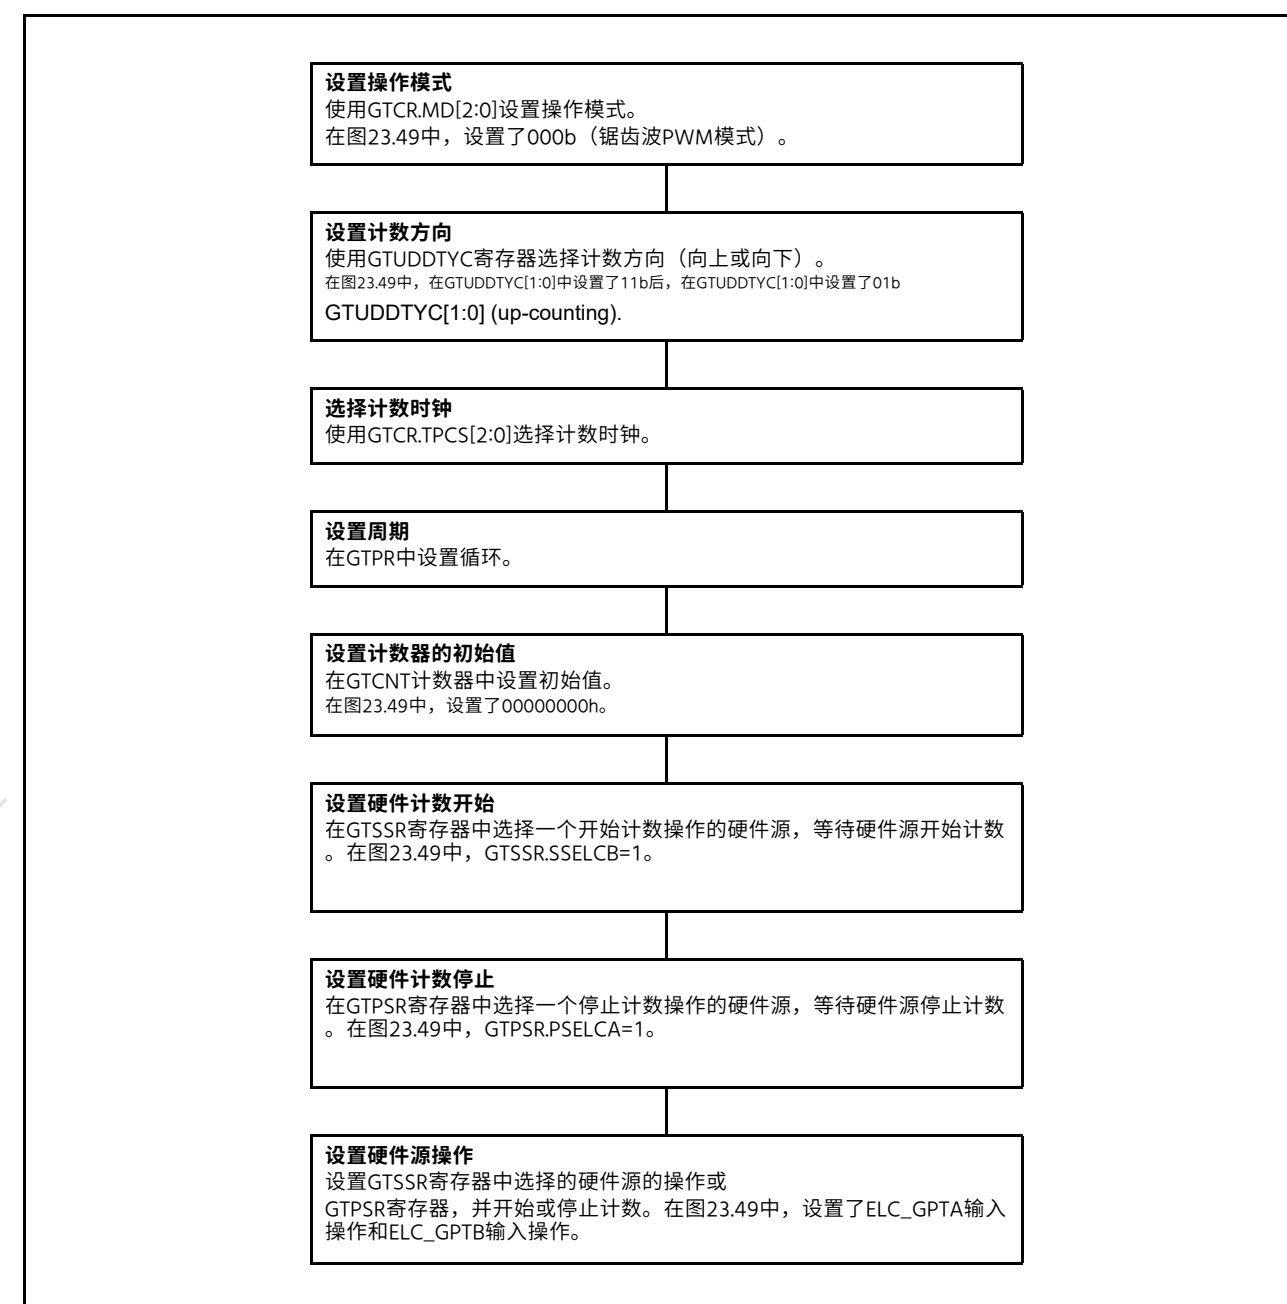 设置操作模式
使用GTCR.MD[2:0]设置操作模式。
在图23.49中，设置了000b（锯齿波PWM模式）。
设置计数方向
使用GTUDDTYC寄存器选择计数方向（向上或向下）。
在图23.49中，在GTUDDTYC[1:0]中设置了11b后，在GTUDDTYC[1:0]中设置了01b
GTUDDTYC[1:0] (up-counting).
选择计数时钟
使用GTCR.TPCS[2:0]选择计数时钟。
设置周期
在GTPR中设置循环。
设置计数器的初始值
在GTCNT计数器中设置初始值。
在图23.49中，设置了00000000h。
设置硬件计数开始
在GTSSR寄存器中选择一个开始计数操作的硬件源，等待硬件源开始计数
。在图23.49中，GTSSR.SSELCB=1。
设置硬件计数停止
在GTPSR寄存器中选择一个停止计数操作的硬件源，等待硬件源停止计数
。在图23.49中，GTPSR.PSELCA=1。
设置硬件源操作
设置GTSSR寄存器中选择的硬件源的操作或
GTPSR寄存器，并开始或停止计数。在图23.49中，设置了ELC_GPTA输入
操作和ELC_GPTB输入操作。